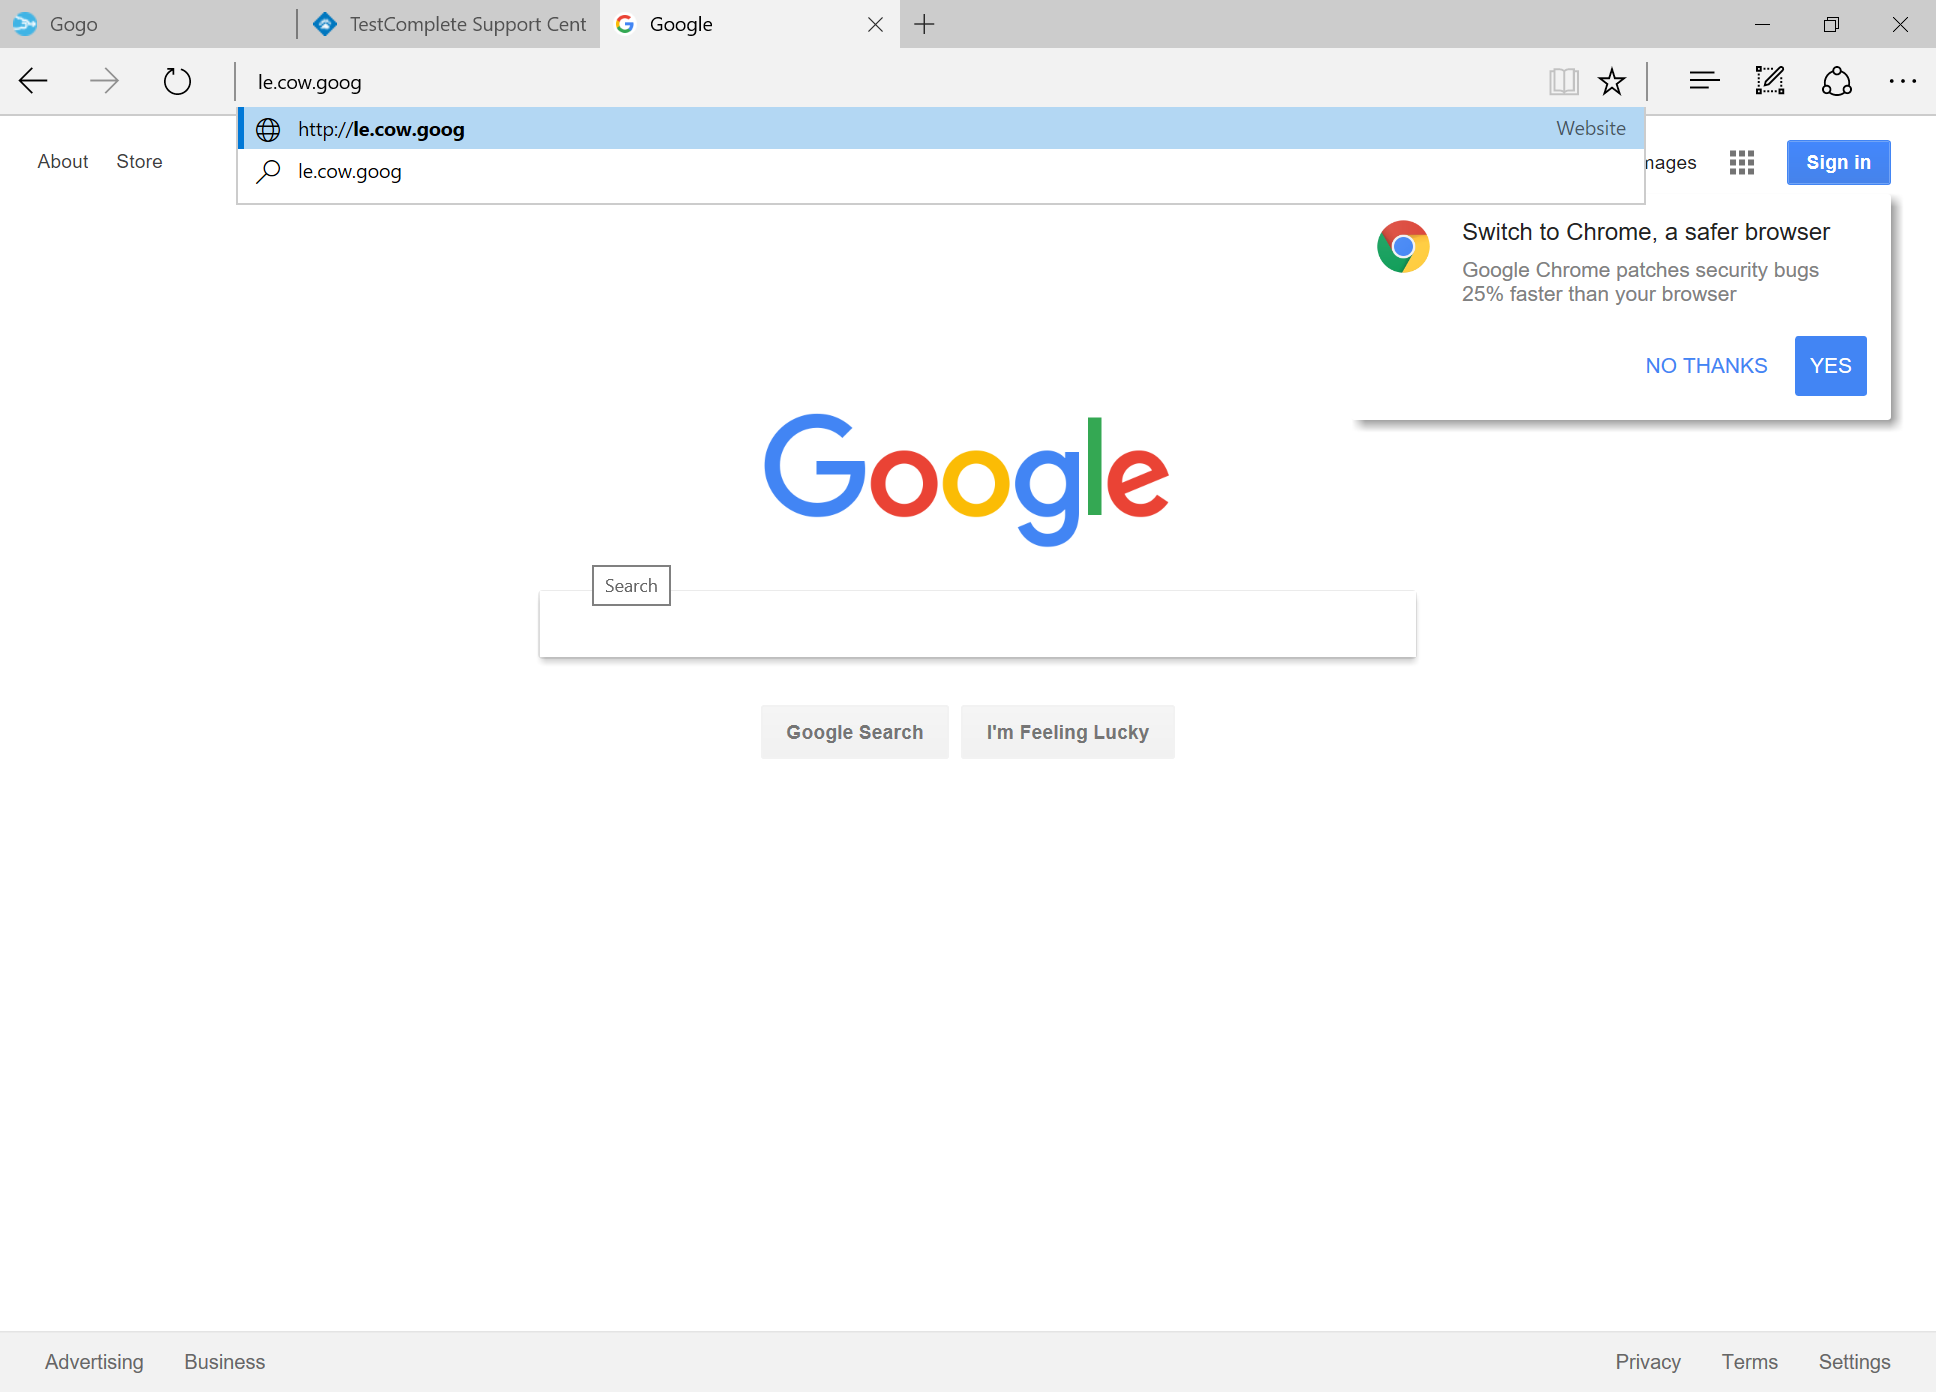 Gogo
TestComplete Support Cent
Google
le.cow.goog
http://le.cow.goog
Website
le.cow.goog
About
Store
mages
Sign in
Switch to Chrome, a safer browser
Google Chrome patches security bugs
25% faster than your browser
NO THANKS
YES
Google
Search
Google Search
I'm Feeling Lucky
Advertising
Business
Privacy
Terms
Settings